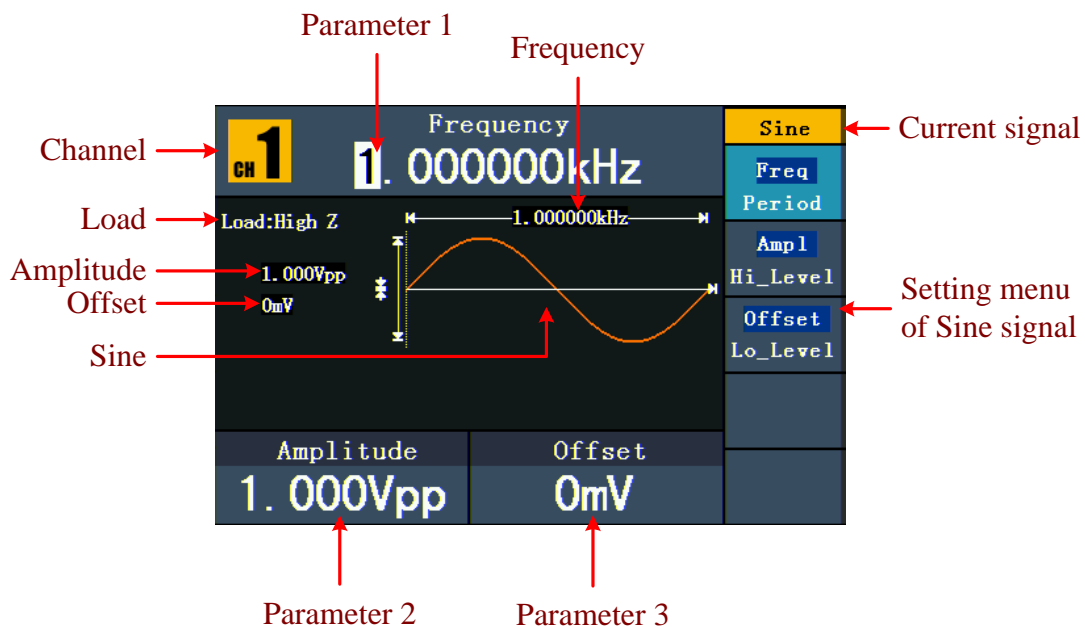 Parameter 1
Frequency
Channel
CH 1
Frequency
1.000000kHz
Sine
Current signal
Freq
Period
Load
Load:High Z
1.000000kHz
Amplitude
1.000Vpp
Ampl
Hi_Level
Offset
0mV
Offset
Lo_Level
Setting menu
of Sine signal
Sine
Amplitude
1.000Vpp
Offset
0mV
Parameter 2
Parameter 3